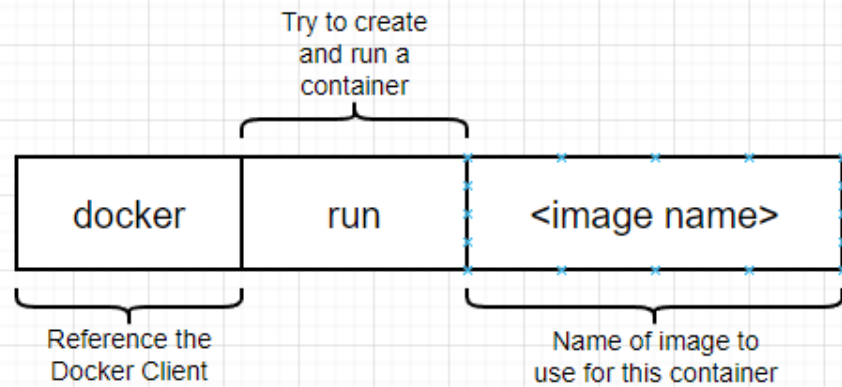 Try to create
and run a
container
docker
run
<image name>
Reference the
Docker Client
Name of image to
use for this container